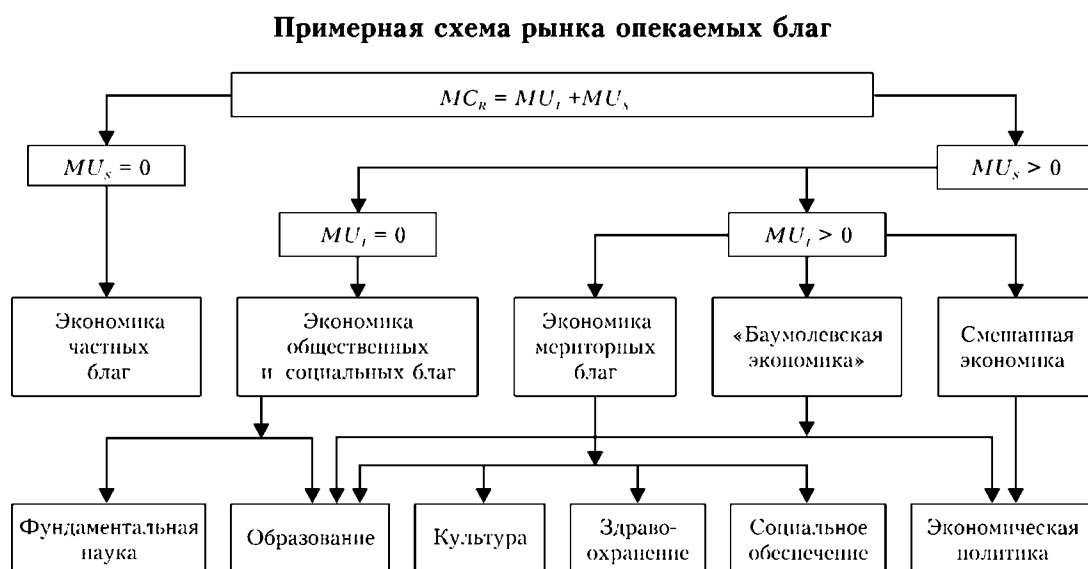 Примерная схема рынка опекаемых благ
MC_R = MU_I + MU_S
MU_S = 0
MU_S > 0
MU_I = 0
MU_I > 0
Экономика
частных
благ
Экономика
общественных
и социальных благ
Экономика
мериторных
благ
«Баумолевская
экономика»
Смешанная
экономика
Фундаментальная
наука
Образование
Культура
Здраво-
охранение
Социальное
обеспечение
Экономическая
политика